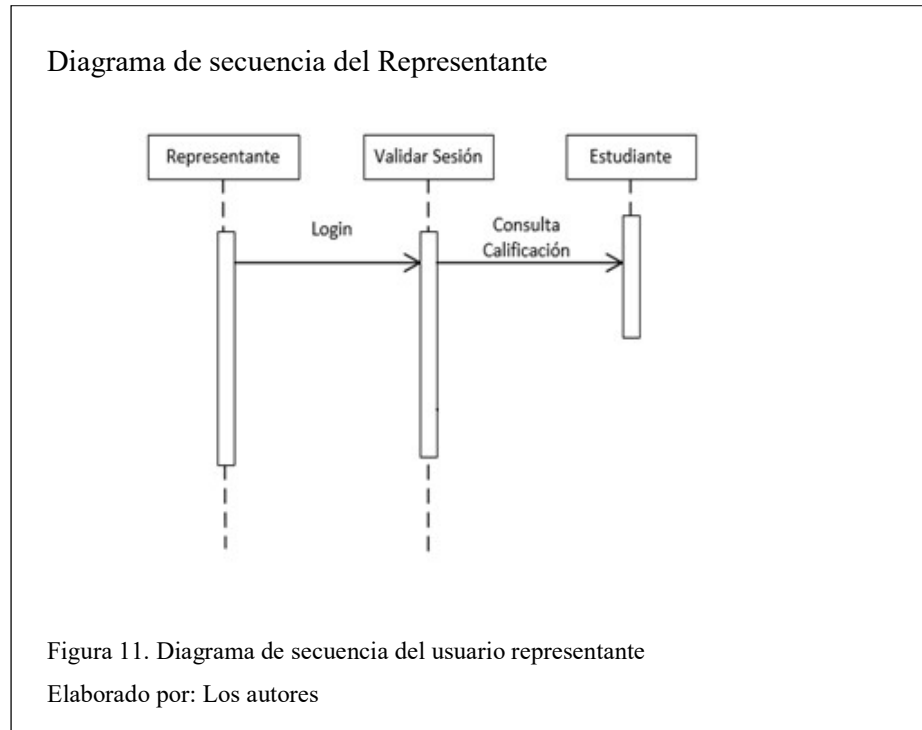 Diagrama de secuencia del Representante
Representante
Validar Sesión
Estudiante
Login
Consulta
Calificación
Figura 11. Diagrama de secuencia del usuario representante
Elaborado por: Los autores